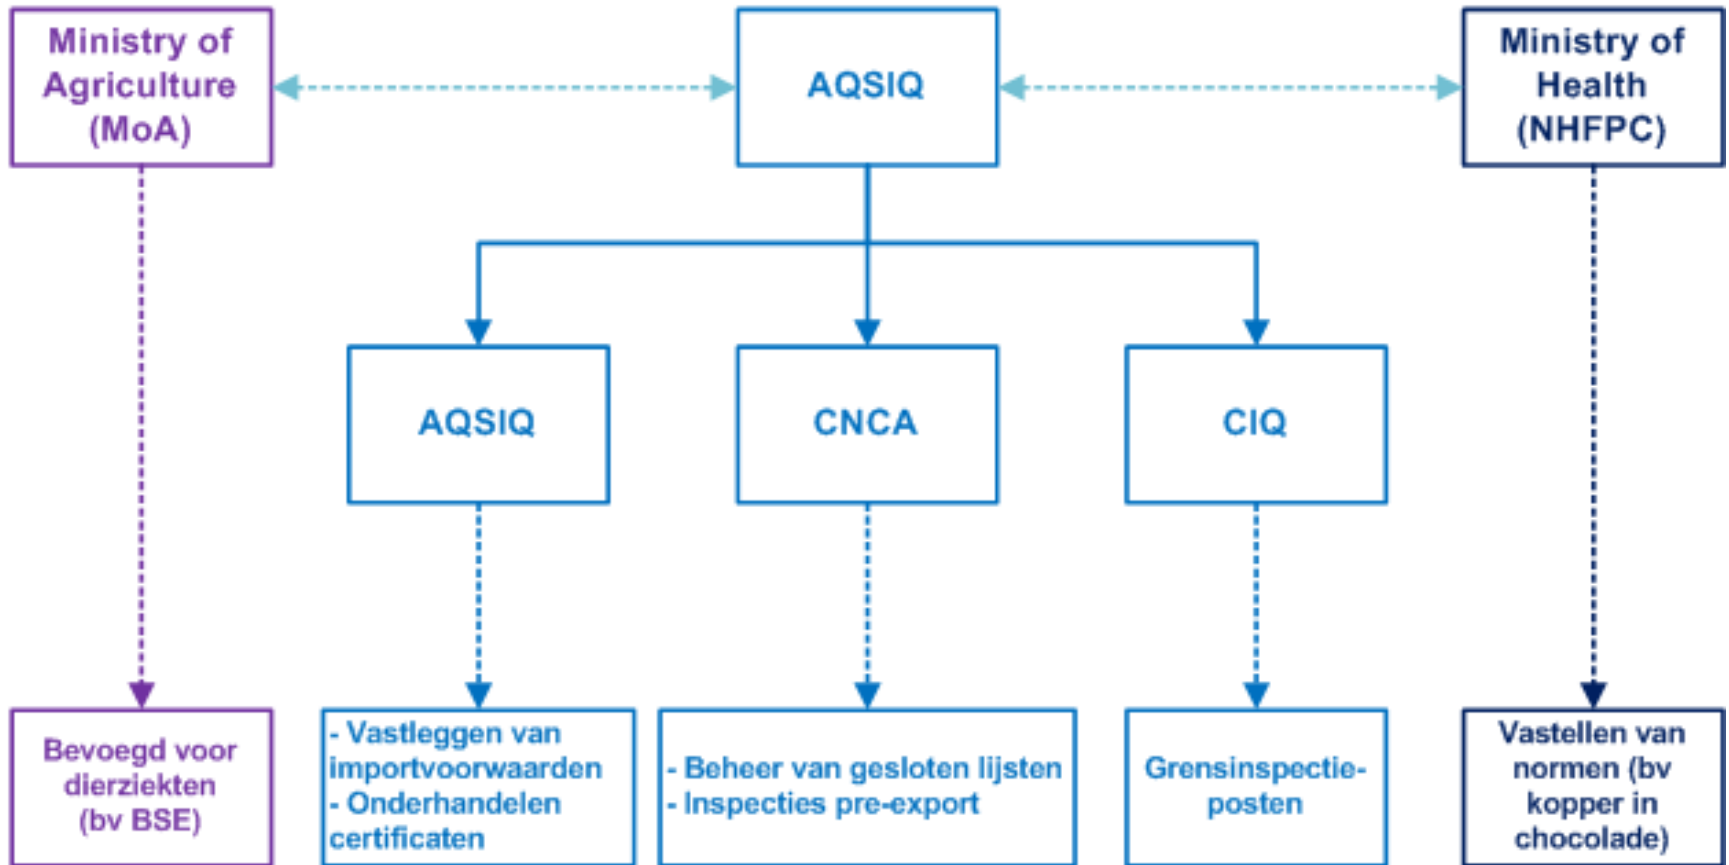 Ministry of
Agriculture
(MoA)
AQSIQ
Ministry of
Health
(NHFPC)
AQSIQ
CNCA
CIQ
Bevoegd voor
dierziekten
(bv BSE)
- Vastleggen van
importvoorwaarden
- Onderhandelen
certificaten
- Beheer van gesloten lijsten
- Inspecties pre-export
Grensinspectie-
posten
Vastellen van
normen (bv
kopper in
chocolade)